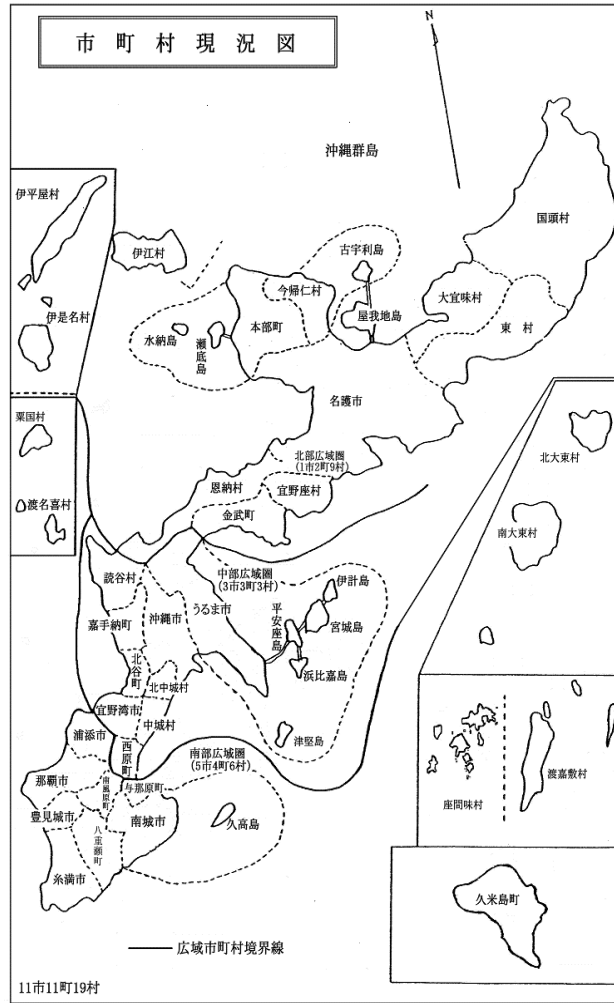 市町村現況図
N
沖縄群島
国頭村
伊平屋村
伊江村
古宇利島
今帰仁村
大宜味村
伊是名村
水納島
瀬底島
本部町
屋我地島
東村
名護市
粟国村
北部広域圏
(1市2町9村)
北大東村
恩納村
宜野座村
渡名喜村
金武町
南大東村
読谷村
中部広域圏
(3市3町3村)
伊計島
嘉手納町
沖縄市
うるま市
平安座島
宮城島
北谷町
北中城村
浜比嘉島
宜野湾市
中城村
浦添市
西原町
津堅島
南部広域圏
(5市4町6村)
渡嘉敷村
座間味村
那覇市
南風原町
与那原町
豊見城市
八重瀬町
南城市
久高島
糸満市
久米島町
広域市町村境界線
11市11町19村